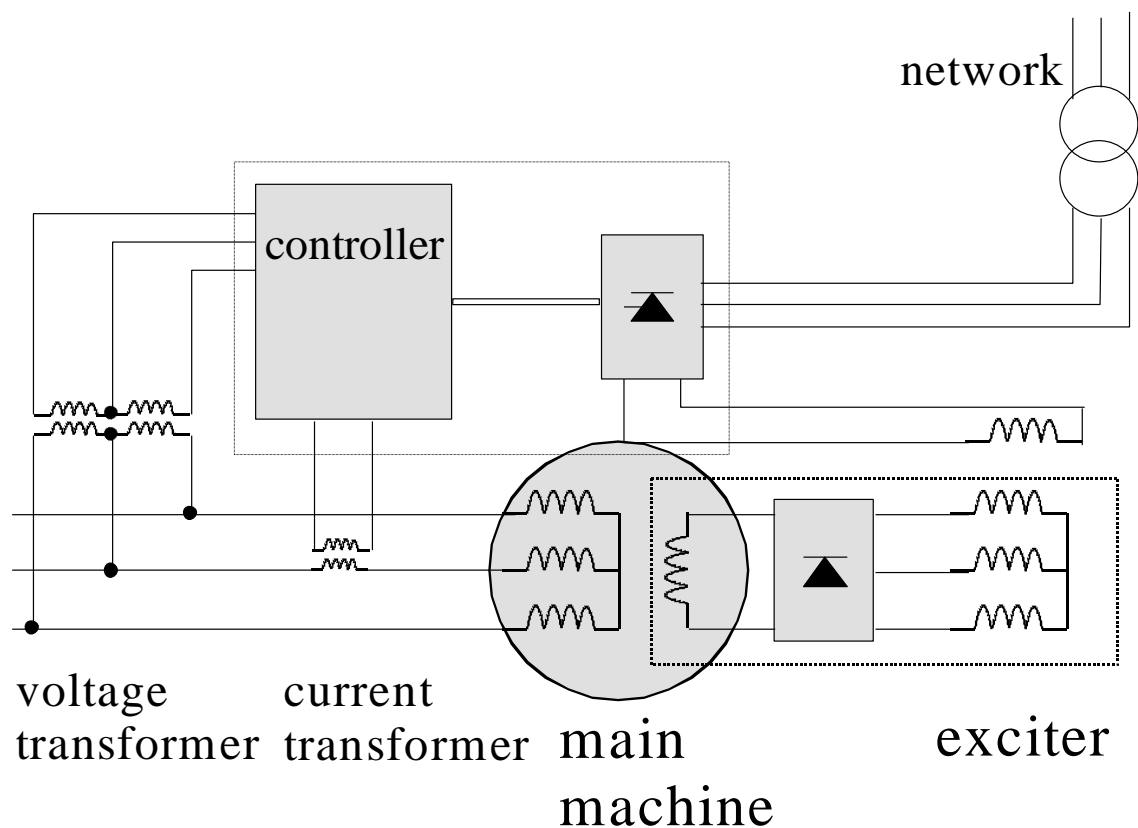 network
controller
voltage
transformer
current
transformer
main
machine
exciter